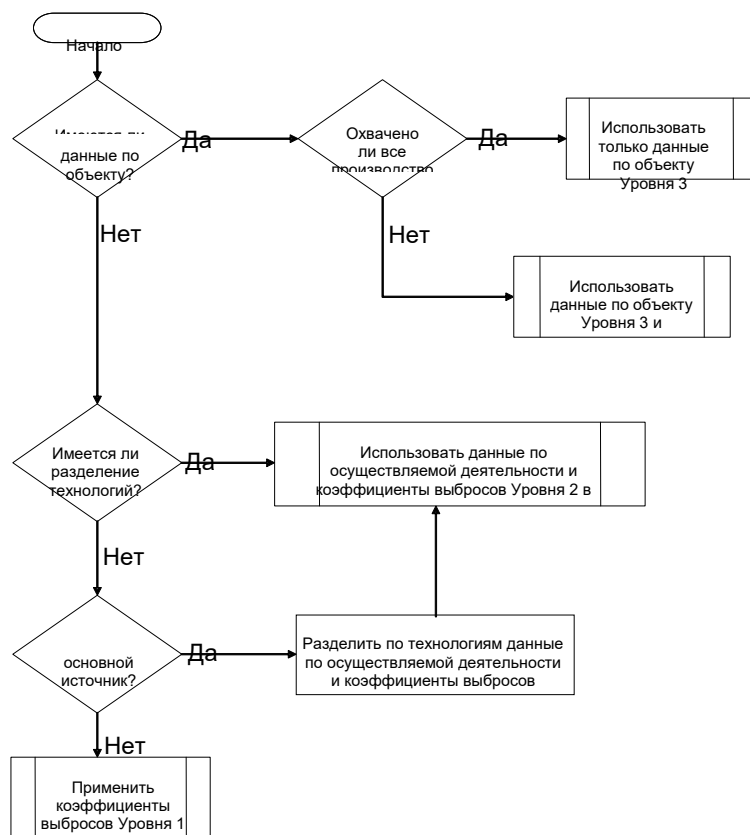 Начало
Имеются ли
данные по
объекту?
Да
Охвачено
ли все
производство
Да
Использовать
только данные
по объекту
Уровня 3
Нет
Нет
Использовать
данные по объекту
Уровня 3 и
Имеется ли
разделение
технологий?
Да
Использовать данные по
осуществляемой деятельности и
коэффициенты выбросов Уровня 2 в
Нет
основной
источник?
Да
Разделить по технологиям данные
по осуществляемой деятельности
и коэффициенты выбросов
Нет
Применить
коэффициенты
выбросов Уровня 1